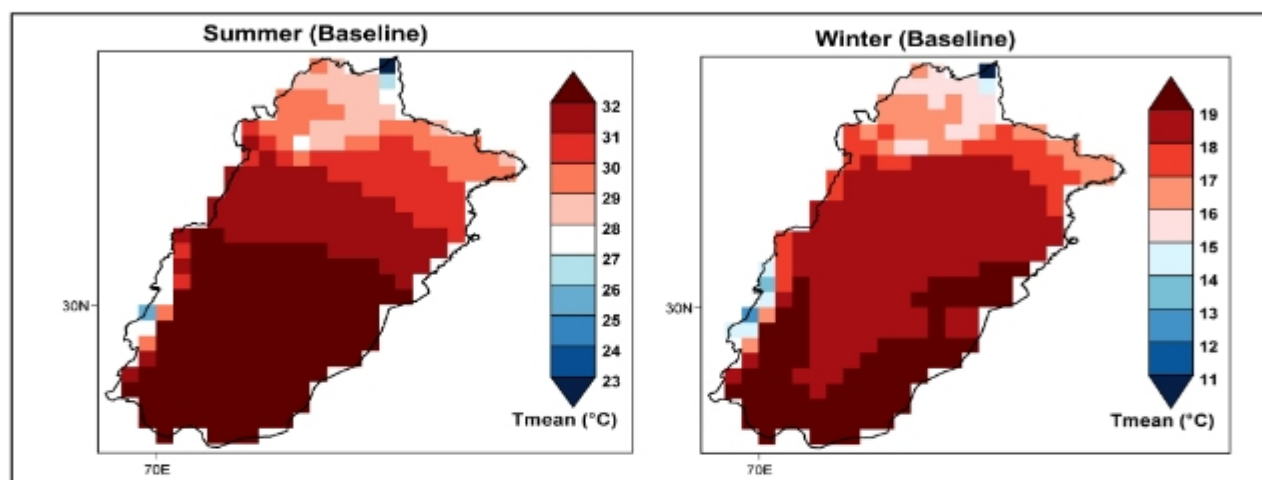 Summer (Baseline)
32
31
30
29
28
27
26
25
24
23
Tmean (°C)
30N
70E
Winter (Baseline)
19
18
17
16
15
14
13
12
11
Tmean (°C)
30N
70E